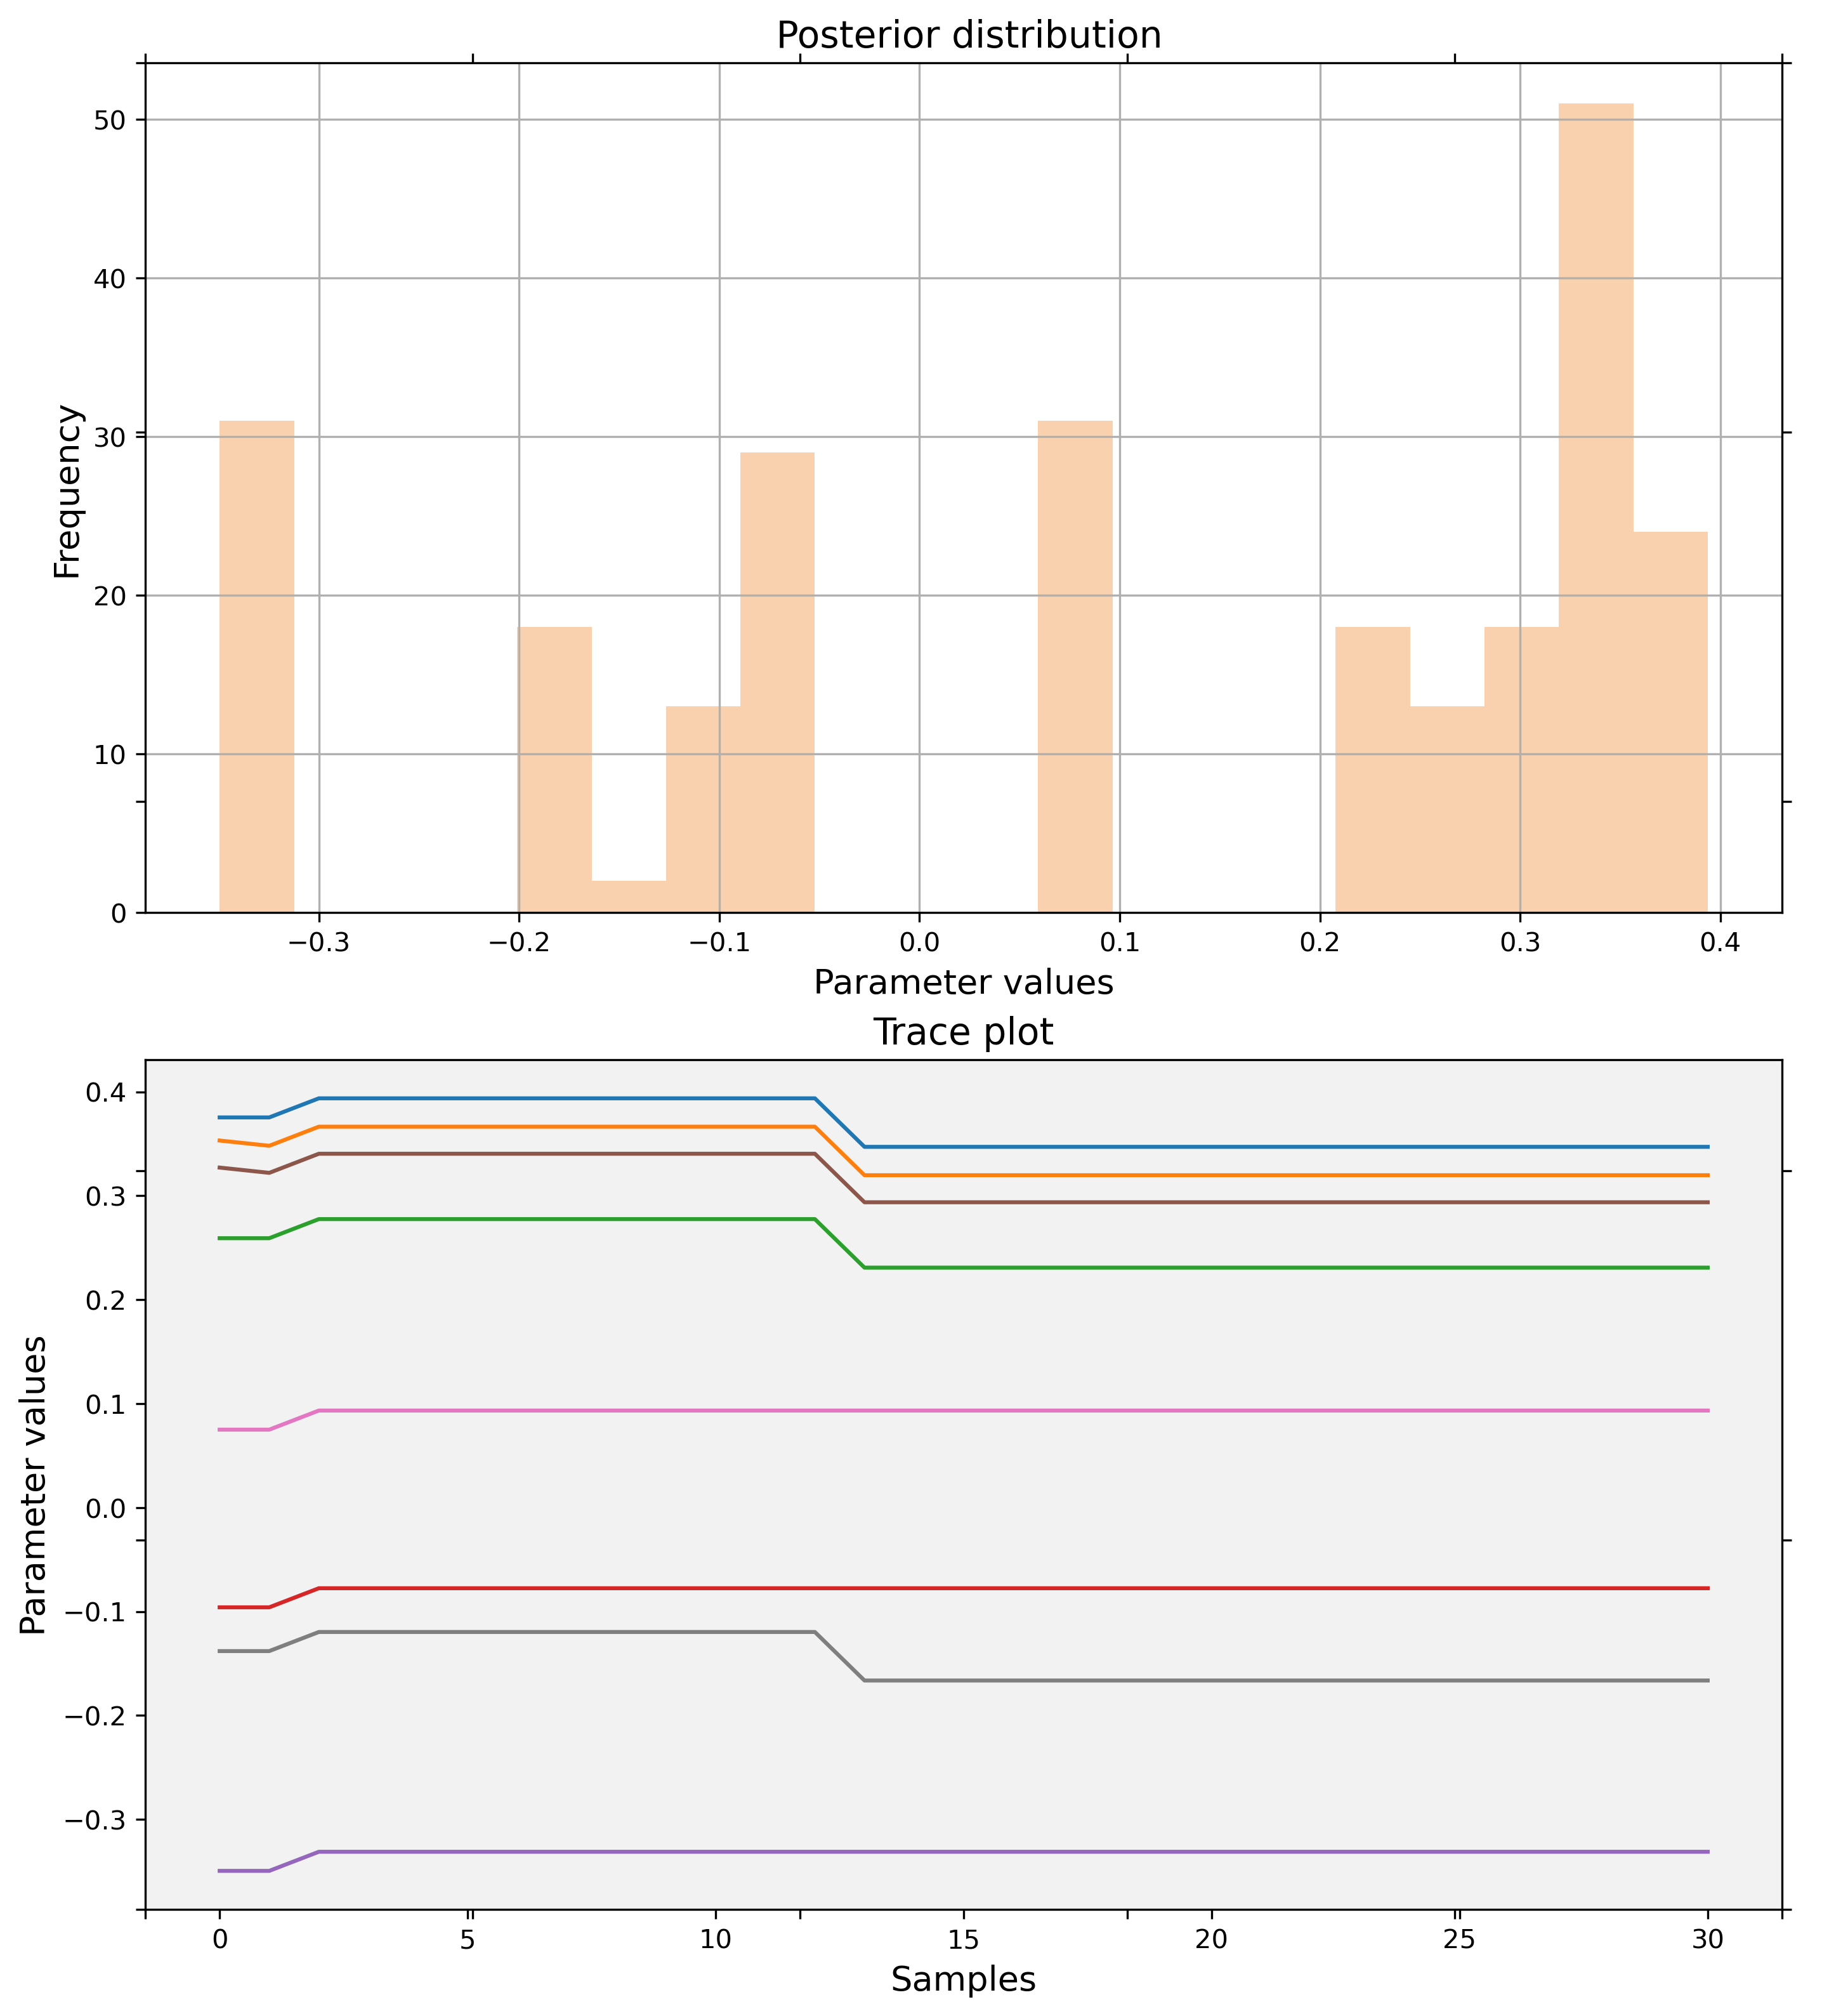 Posterior distribution
50
40
30
20
10
0
Frequency
−0.3 −0.2 −0.1 0.0 0.1 0.2 0.3 0.4
Parameter values
Trace plot
0.4
0.3
0.2
0.1
0.0
−0.1
−0.2
−0.3
Parameter values
0 5 10 15 20 25 30
Samples